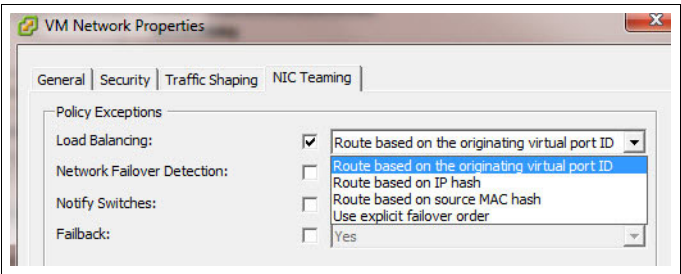 VM Network Properties
General Security Traffic Shaping NIC Teaming
Policy Exceptions
Load Balancing: Route based on the originating virtual port ID
Route based on the originating virtual port ID
Network Failover Detection:
Route based on IP hash
Notify Switches:
Route based on source MAC hash
Use explicit failover order
Failback: Yes